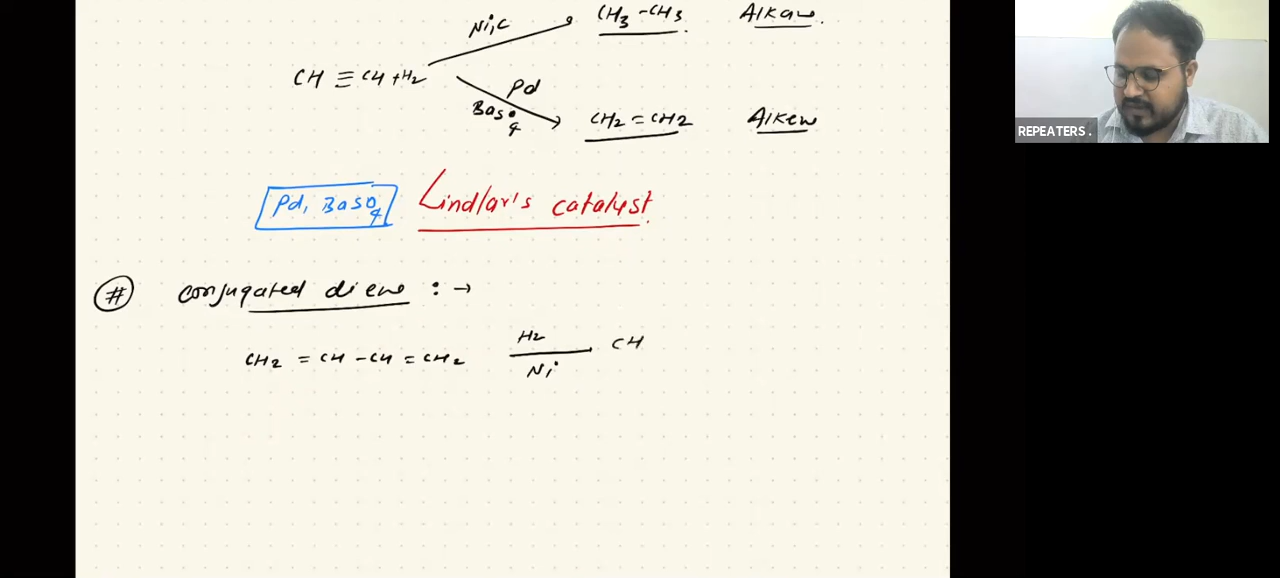 Ni,C CH3 -CH3 Alkane.
CH ≡ CH + H2
Pd
BaSO4 CH2 = CH2 Alkene
REPEATERS .
Pd, BaSO4 Lindlar's catalyst.
# conjugated diene : →
CH2 = CH - CH = CH2 H2 CH
Ni